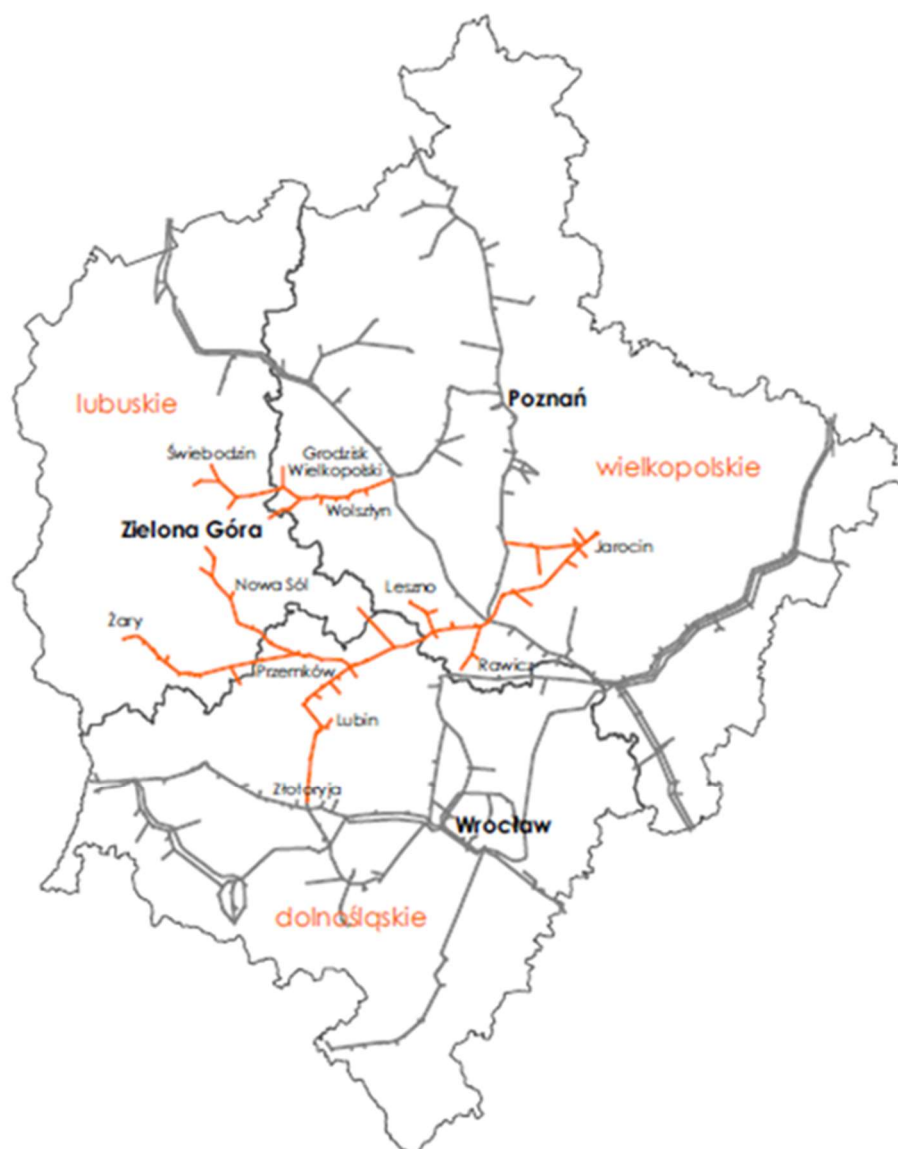 Poznań
lubuskie
Świebodzin
Grodzisk
Wielkopolski
wielkopolskie
Wolsztyn
Zielona Góra
Jarocin
Nowa Sól
Leszno
Żary
Przemków
Rawicz
Lubin
Złotoryja
Wrocław
dolnośląskie